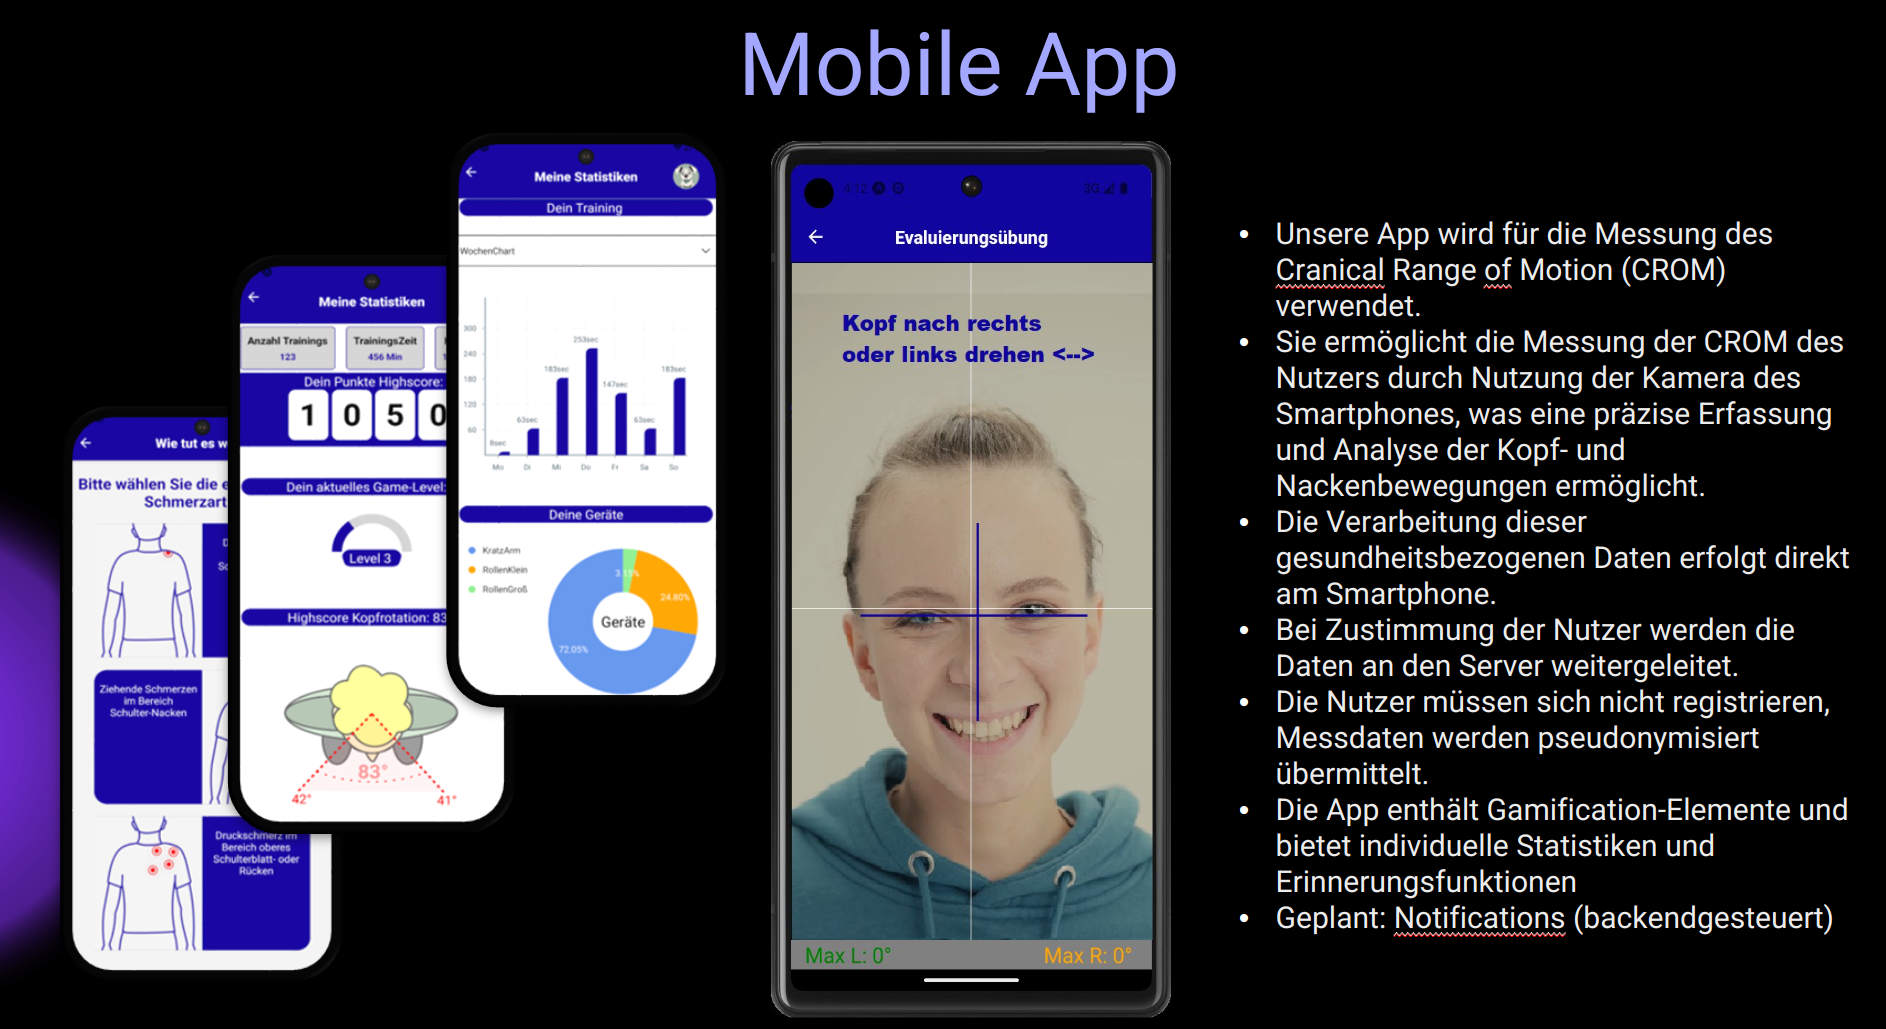 Mobile App
Wie tut es w
Bitte wählen Sie die e
Schmerzart
Ziehende Schmerzen
im Bereich
Schulter-Nacken
Druckschmerz im
Bereich oberes
Schulterblatt- oder
Rücken
Meine Statistiken
Anzahl Trainings
123
TrainingsZeit
456 Min
Dein Punkte Highscore:
1 0 5 0
Dein aktuelles Game-Level:
Level 3
Highscore Kopfrotation: 83
83°
42° 41°
Meine Statistiken
Dein Training
WochenChart
300
240
180
120
60
8sec
63sec
183sec
253sec
147sec
63sec
183sec
Mo Di Mi Do Fr Sa So
Deine Geräte
KratzArm
RollenKlein
RollenGroß
3.15%
24.80%
72.05%
Geräte
4:12 3G
Evaluierungsübung
Kopf nach rechts
oder links drehen <-->
Max L: 0° Max R: 0°
• Unsere App wird für die Messung des
Cranical Range of Motion (CROM)
verwendet.
• Sie ermöglicht die Messung der CROM des
Nutzers durch Nutzung der Kamera des
Smartphones, was eine präzise Erfassung
und Analyse der Kopf- und
Nackenbewegungen ermöglicht.
• Die Verarbeitung dieser
gesundheitsbezogenen Daten erfolgt direkt
am Smartphone.
• Bei Zustimmung der Nutzer werden die
Daten an den Server weitergeleitet.
• Die Nutzer müssen sich nicht registrieren,
Messdaten werden pseudonymisiert
übermittelt.
• Die App enthält Gamification-Elemente und
bietet individuelle Statistiken und
Erinnerungsfunktionen
• Geplant: Notifications (backendgesteuert)